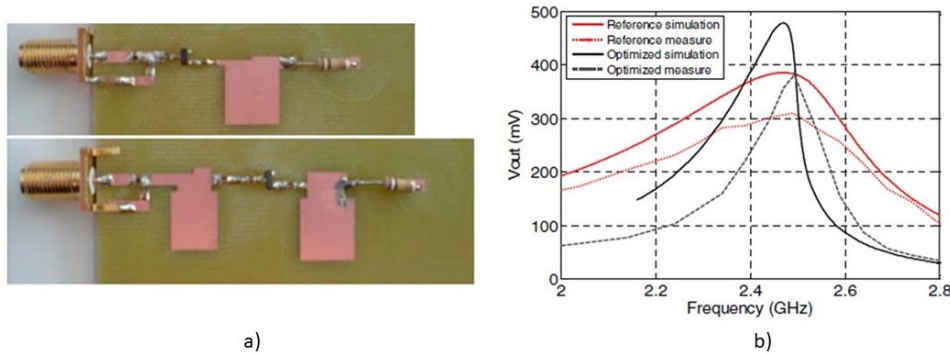 500
400
300
200
100
0
Vout (mV)
Reference simulation
Reference measure
Optimized simulation
Optimized measure
2
2.2
2.4
2.6
2.8
Frequency (GHz)
a)
b)